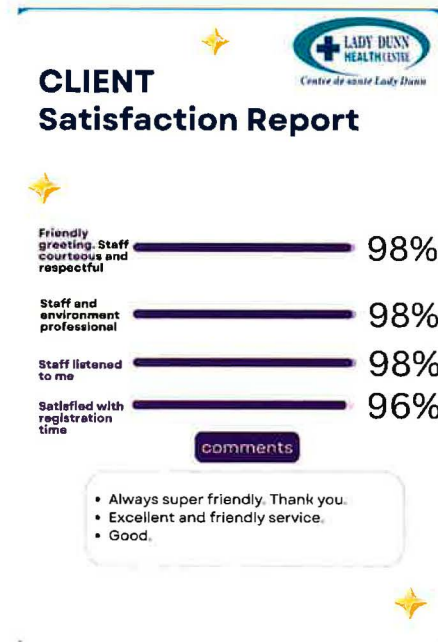 LADY DUNN
HEALTH CENTRE
Centre de santé Lady Dunn
CLIENT
Satisfaction Report
Friendly
greeting. Staff
courteous and
respectful
98%
Staff and
environment
professional
98%
Staff listened
to me
98%
Satisfied with
registration
time
96%
comments
• Always super friendly. Thank you.
• Excellent and friendly service.
• Good.